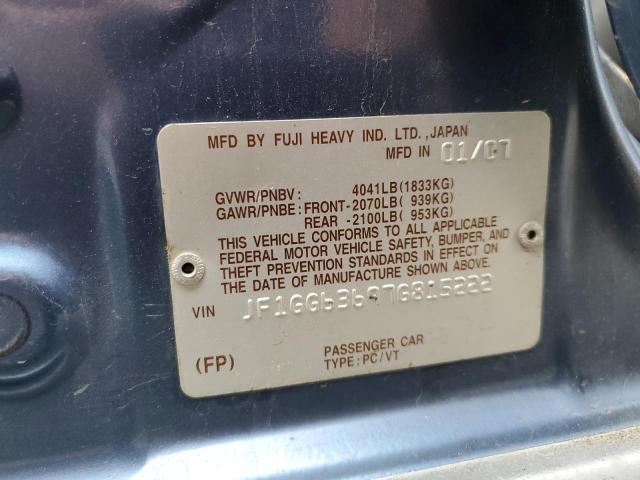 MFD BY FUJI HEAVY IND. LTD.,JAPAN
MFD IN 01/07
GVWR/PNBV: 4041LB(1833KG)
GAWR/PNBE:FRONT-2070LB( 939KG)
REAR -2100LB( 953KG)
THIS VEHICLE CONFORMS TO ALL APPLICABLE
FEDERAL MOTOR VEHICLE SAFETY, BUMPER, AND
THEFT PREVENTION STANDARDS IN EFFECT ON
THE DATE OF MANUFACTURE SHOWN ABOVE.
VIN
(FP) PASSENGER CAR
TYPE:PC/VT